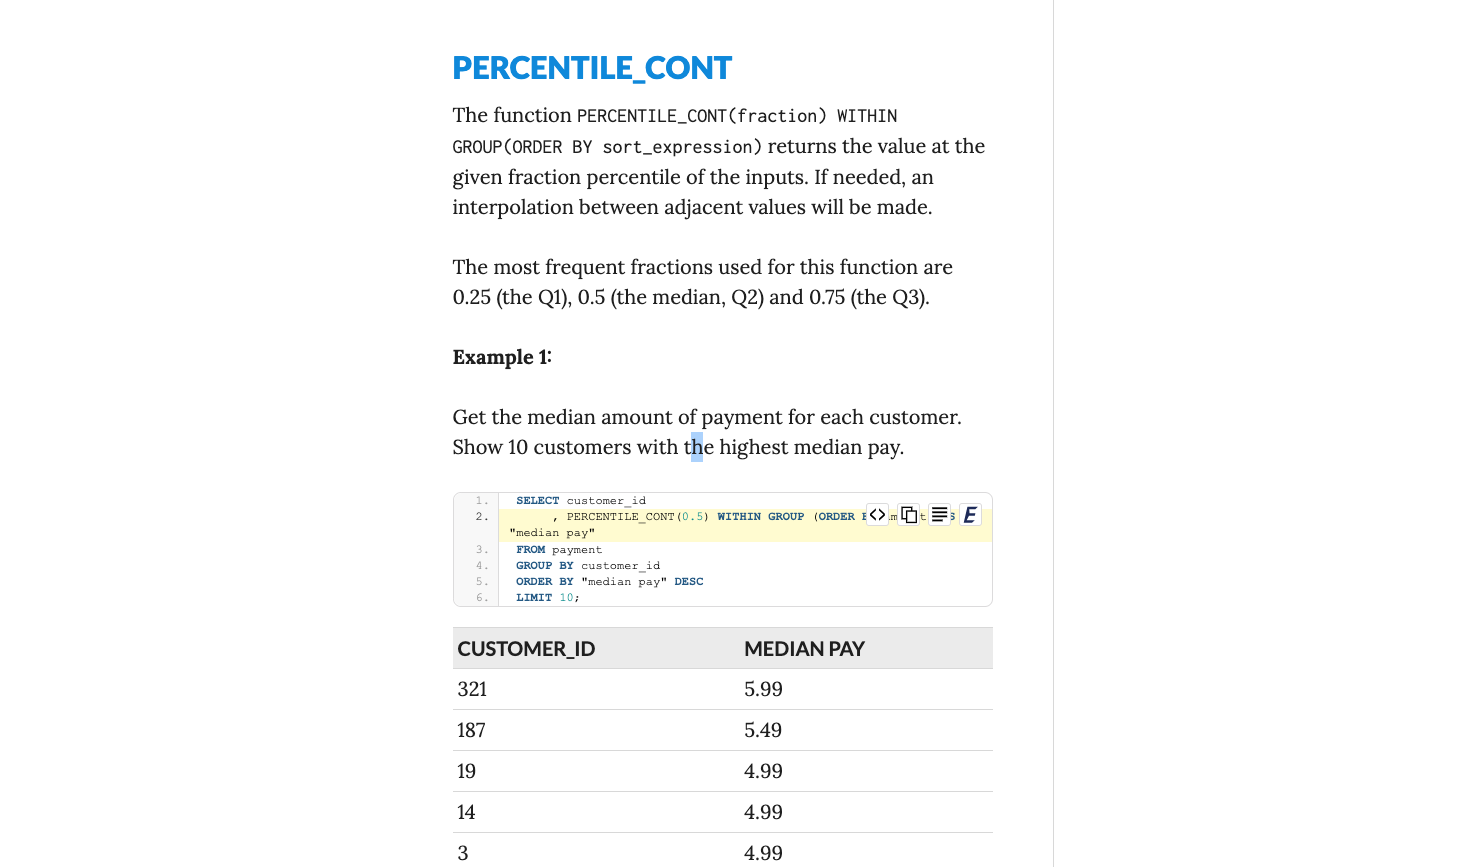 PERCENTILE_CONT
The function PERCENTILE_CONT(fraction) WITHIN
GROUP(ORDER BY sort_expression) returns the value at the
given fraction percentile of the inputs. If needed, an
interpolation between adjacent values will be made.
The most frequent fractions used for this function are
0.25 (the Q1), 0.5 (the median, Q2) and 0.75 (the Q3).
Example 1:
Get the median amount of payment for each customer.
Show 10 customers with the highest median pay.
1. SELECT customer_id
2. , PERCENTILE_CONT(0.5) WITHIN GROUP (ORDER
"median pay"
3. FROM payment
4. GROUP BY customer_id
5. ORDER BY "median pay" DESC
6. LIMIT 10;
CUSTOMER_ID MEDIAN PAY
321 5.99
187 5.49
19 4.99
14 4.99
3 4.99